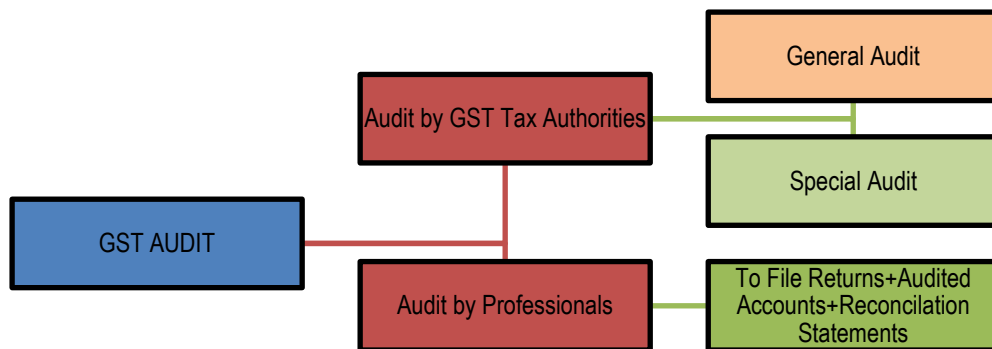 General Audit
Audit by GST Tax Authorities
Special Audit
GST AUDIT
Audit by Professionals
To File Returns+Audited
Accounts+Reconcilation
Statements